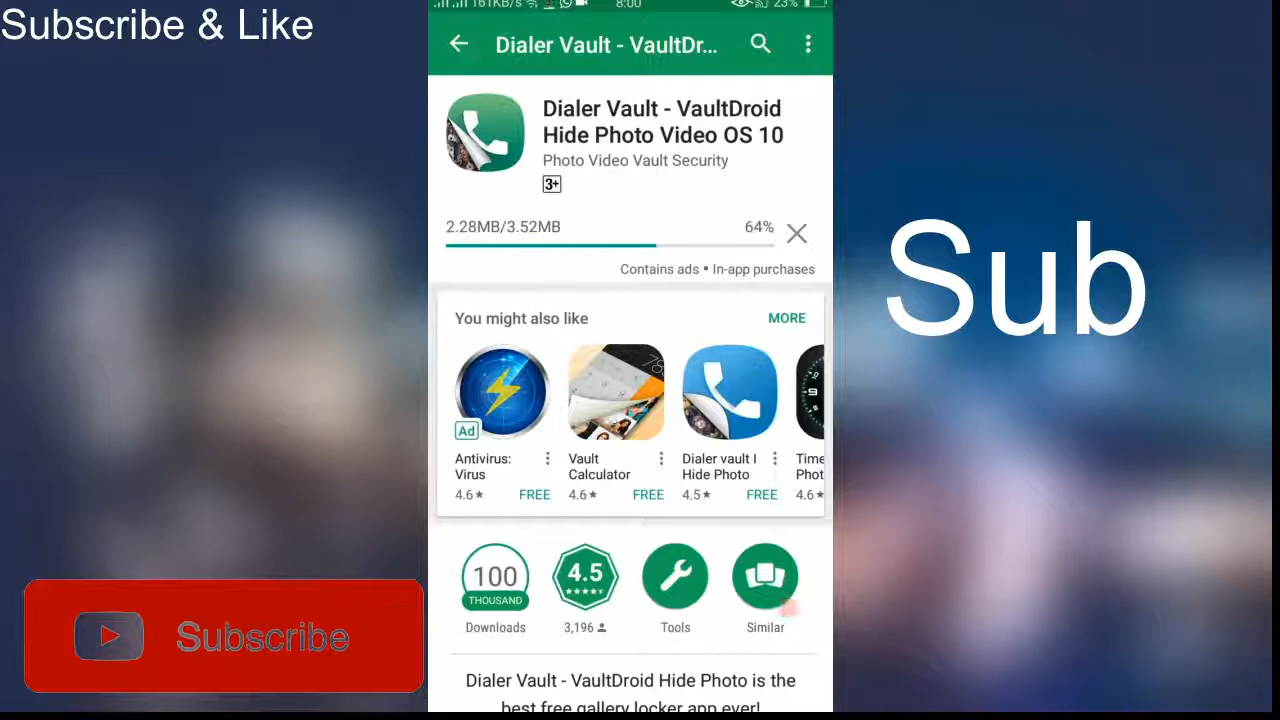 Subscribe & Like
161KB/s
8:00
23%
Dialer Vault - VaultDr...
Dialer Vault - VaultDroid
Hide Photo Video OS 10
Photo Video Vault Security
3+
2.28MB/3.52MB
64%
Contains ads • In-app purchases
You might also like
MORE
Ad
Antivirus:
Virus
4.6★
FREE
Vault
Calculator
4.6★
FREE
Dialer vault I
Hide Photo
4.5★
FREE
Time
Phot
4.6★
100
THOUSAND
Downloads
4.5
3,196
Tools
Similar
Dialer Vault - VaultDroid Hide Photo is the
best free gallery locker app ever!
Sub
Subscribe